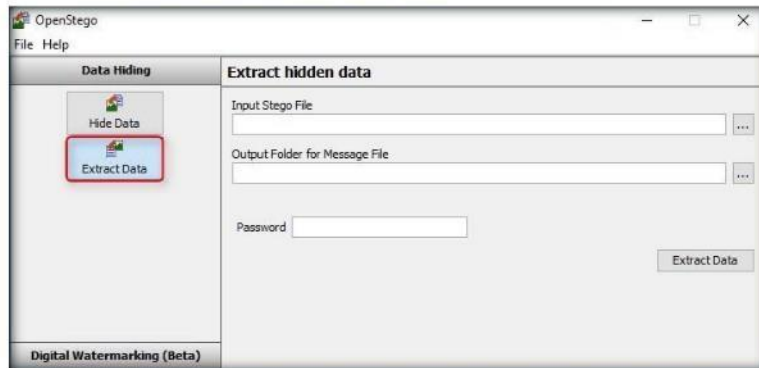 OpenStego
File Help
Data Hiding
Hide Data
Extract Data
Digital Watermarking (Beta)
Extract hidden data
Input Stego File
...
Output Folder for Message File
...
Password
Extract Data